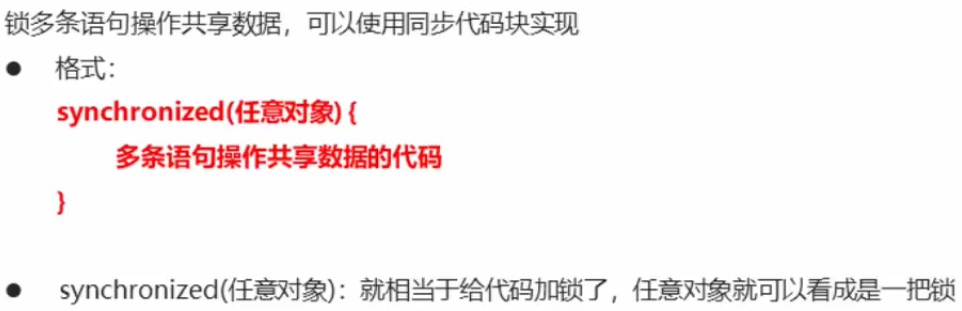 锁多条语句操作共享数据，可以使用同步代码块实现
● 格式：
synchronized(任意对象) {
多条语句操作共享数据的代码
}
● synchronized(任意对象)：就相当于给代码加锁了，任意对象就可以看成是一把锁